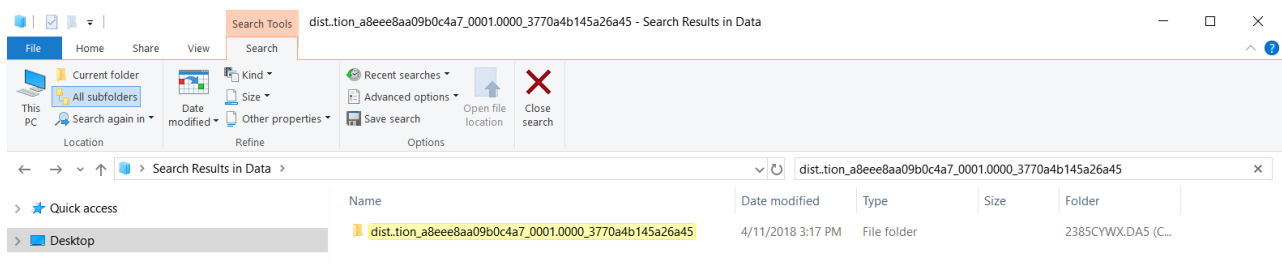 Search Tools
dist..tion_a8eee8aa09b0c4a7_0001.0000_3770a4b145a26a45 - Search Results in Data
File Home Share View Search
This PC
Current folder
All subfolders
Search again in
Location
Date modified
Kind
Size
Other properties
Refine
Recent searches
Advanced options
Save search
Open file location
Options
Close search
Search Results in Data
dist..tion_a8eee8aa09b0c4a7_0001.0000_3770a4b145a26a45
Quick access
Desktop
Name Date modified Type Size Folder
dist..tion_a8eee8aa09b0c4a7_0001.0000_3770a4b145a26a45 4/11/2018 3:17 PM File folder 2385CYWX.DA5 (C...